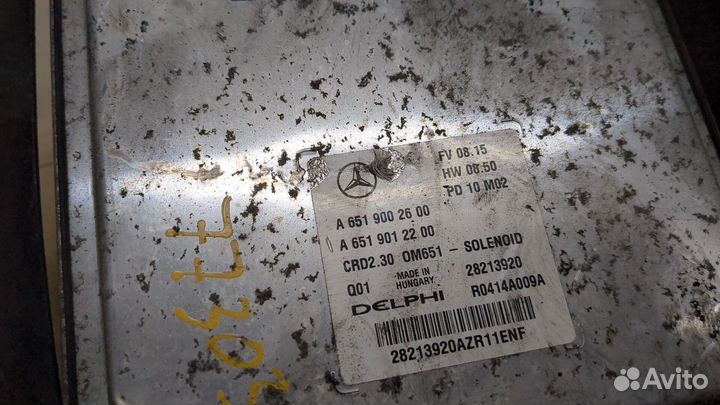 FV 08.15
HW 08.50
PD 10 M02
A 651 900 26 00
A 651 901 22 00
CRD2.30 OM651 - SOLENOID
Q01 MADE IN HUNGARY 28213920
DELPHI R0414A009A
28213920AZR11ENF
Avito